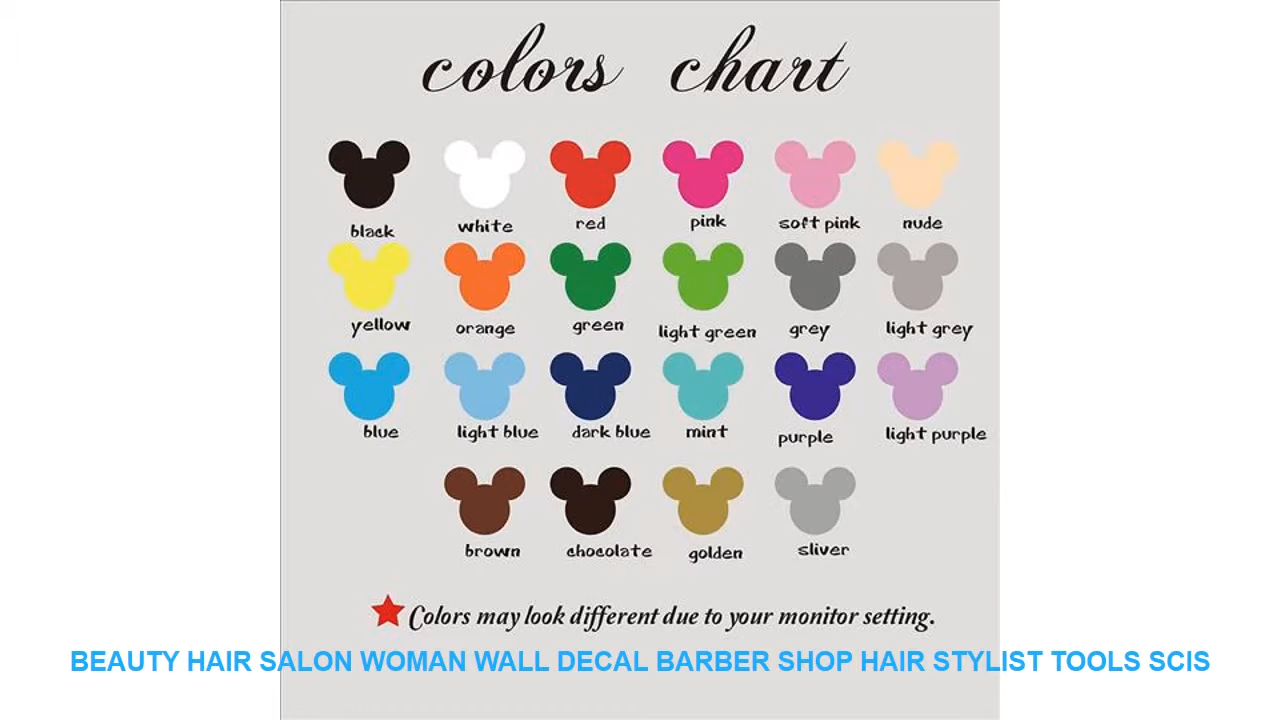 colors chart
black white red pink soft pink nude
yellow orange green light green grey light grey
blue light blue dark blue mint purple light purple
brown chocolate golden sliver
Colors may look different due to your monitor setting.
BEAUTY HAIR SALON WOMAN WALL DECAL BARBER SHOP HAIR STYLIST TOOLS SCIS